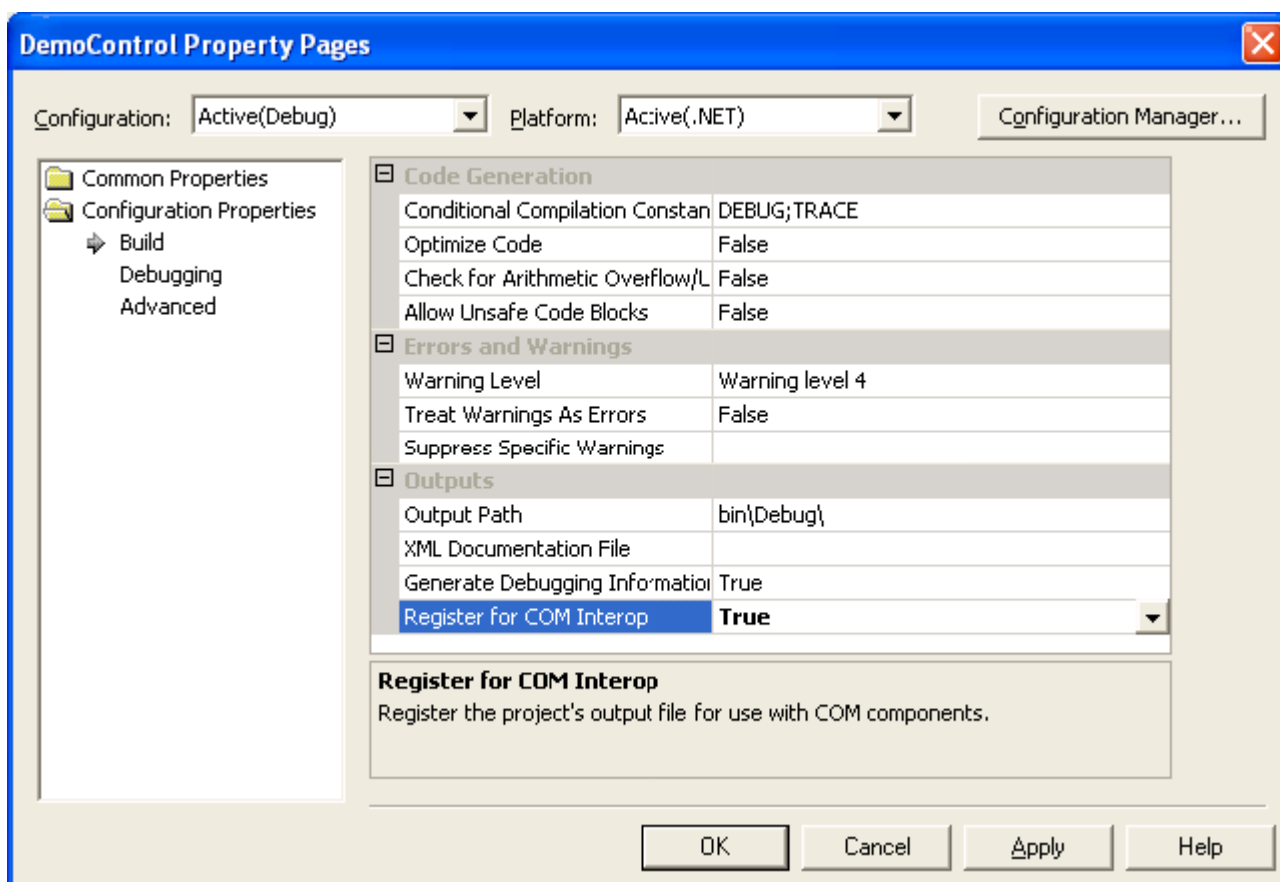 DemoControl Property Pages
Configuration: Active(Debug) Platform: Active(.NET) Configuration Manager...
Common Properties
Configuration Properties
Build
Debugging
Advanced
Code Generation
Conditional Compilation Constan DEBUG;TRACE
Optimize Code False
Check for Arithmetic Overflow/L False
Allow Unsafe Code Blocks False
Errors and Warnings
Warning Level Warning level 4
Treat Warnings As Errors False
Suppress Specific Warnings
Outputs
Output Path bin\Debug\
XML Documentation File
Generate Debugging Informatio True
Register for COM Interop True
Register for COM Interop
Register the project's output file for use with COM components.
OK Cancel Apply Help